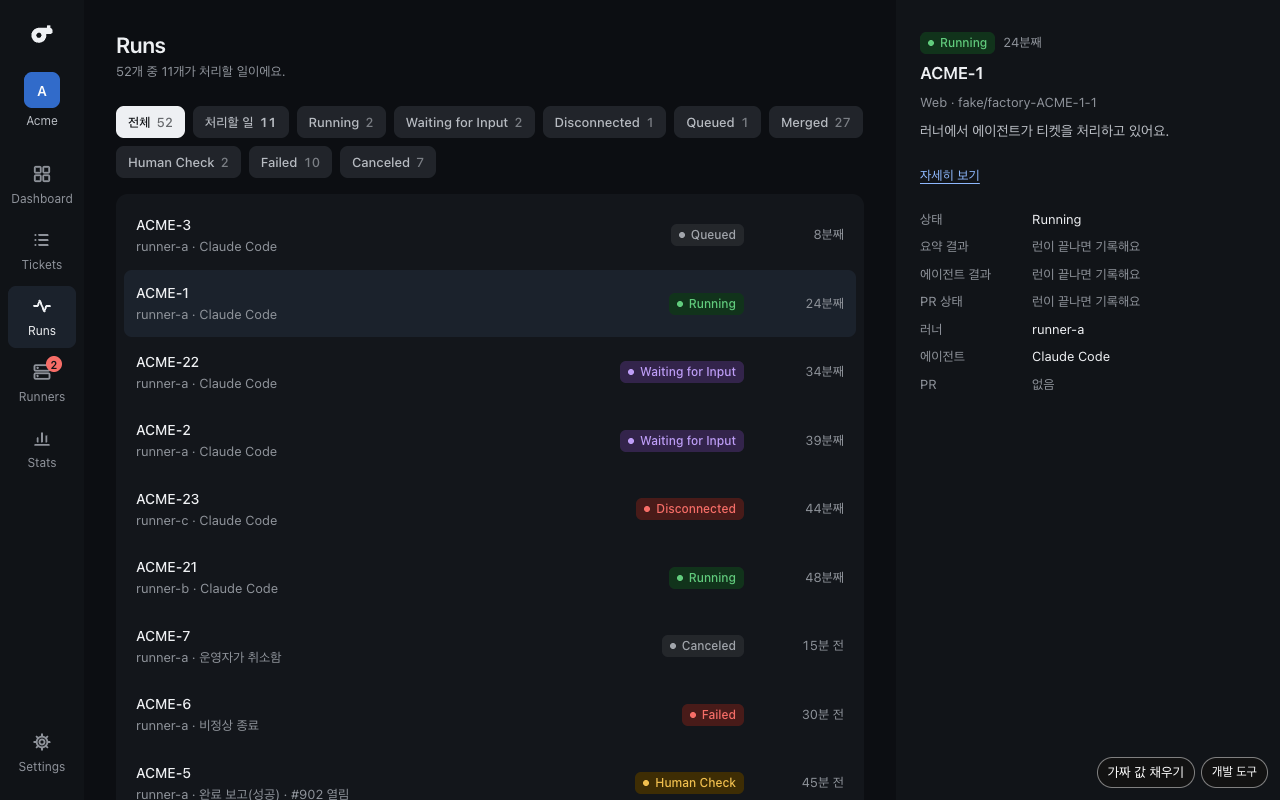 A
Acme
Dashboard
Tickets
Runs
2
Runners
Stats
Settings
Runs
52개 중 11개가 처리할 일이에요.
전체 52
처리할 일 11
Running 2
Waiting for Input 2
Disconnected 1
Queued 1
Merged 27
Human Check 2
Failed 10
Canceled 7
ACME-3
runner-a · Claude Code
Queued
8분째
ACME-1
runner-a · Claude Code
Running
24분째
ACME-22
runner-a · Claude Code
Waiting for Input
34분째
ACME-2
runner-a · Claude Code
Waiting for Input
39분째
ACME-23
runner-c · Claude Code
Disconnected
44분째
ACME-21
runner-b · Claude Code
Running
48분째
ACME-7
runner-a · 운영자가 취소함
Canceled
15분 전
ACME-6
runner-a · 비정상 종료
Failed
30분 전
ACME-5
runner-a · 완료 보고(성공) · #902 열림
Human Check
45분 전
Running 24분째
ACME-1
Web · fake/factory-ACME-1-1
러너에서 에이전트가 티켓을 처리하고 있어요.
자세히 보기
상태 Running
요약 결과 런이 끝나면 기록해요
에이전트 결과 런이 끝나면 기록해요
PR 상태 런이 끝나면 기록해요
러너 runner-a
에이전트 Claude Code
PR 없음
가짜 값 채우기
개발 도구